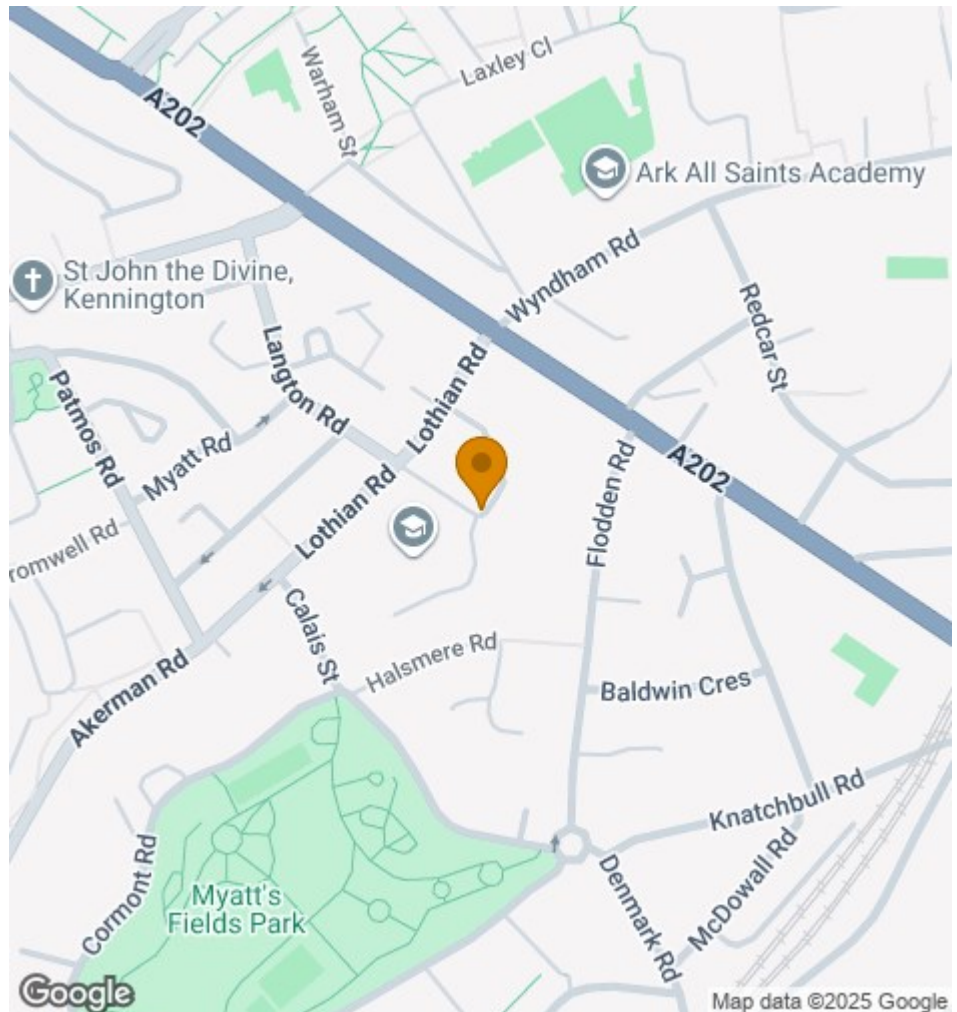 Laxley Cl
Warham St
A202
Ark All Saints Academy
St John the Divine,
Kennington
Wyndham Rd
Redcar St
Langton Rd
Lothian Rd
Patmos Rd
Myatt Rd
A202
Flodden Rd
Lothian Rd
romwell Rd
Calais St
Halsmere Rd
Akerman Rd
Baldwin Cres
Knatchbull Rd
McDowall Rd
Cormont Rd
Myatt's
Fields Park
Denmark Rd
Google
Map data ©2025 Google